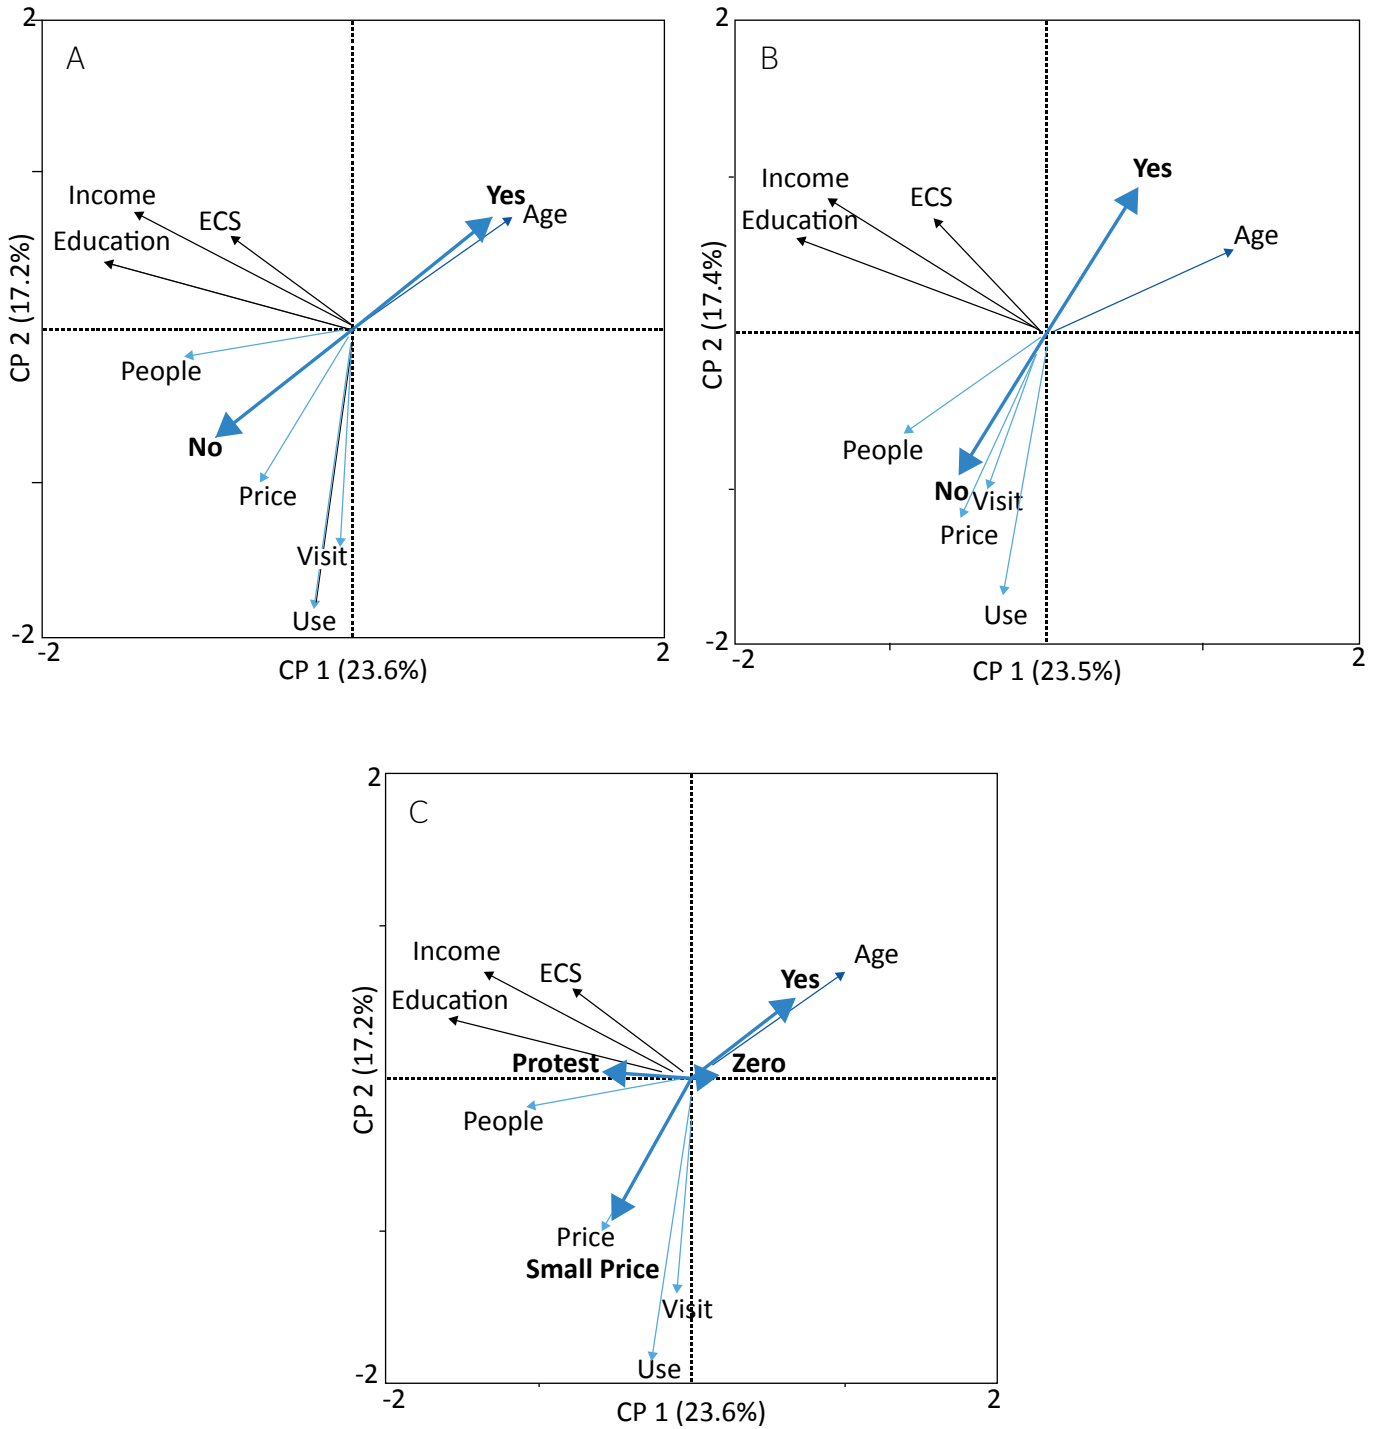 2
A
Income
ECS
Education
Yes
Age
People
No
Price
Visit
Use
CP 2 (17.2%)
-2
-2
2
CP 1 (23.6%)
2
B
Income
ECS
Education
Yes
Age
People
No
Visit
Price
Use
CP 2 (17.4%)
-2
-2
2
CP 1 (23.5%)
2
C
Income
ECS
Education
Yes
Age
Protest
Zero
People
Price
Small Price
Visit
Use
CP 2 (17.2%)
-2
-2
2
CP 1 (23.6%)